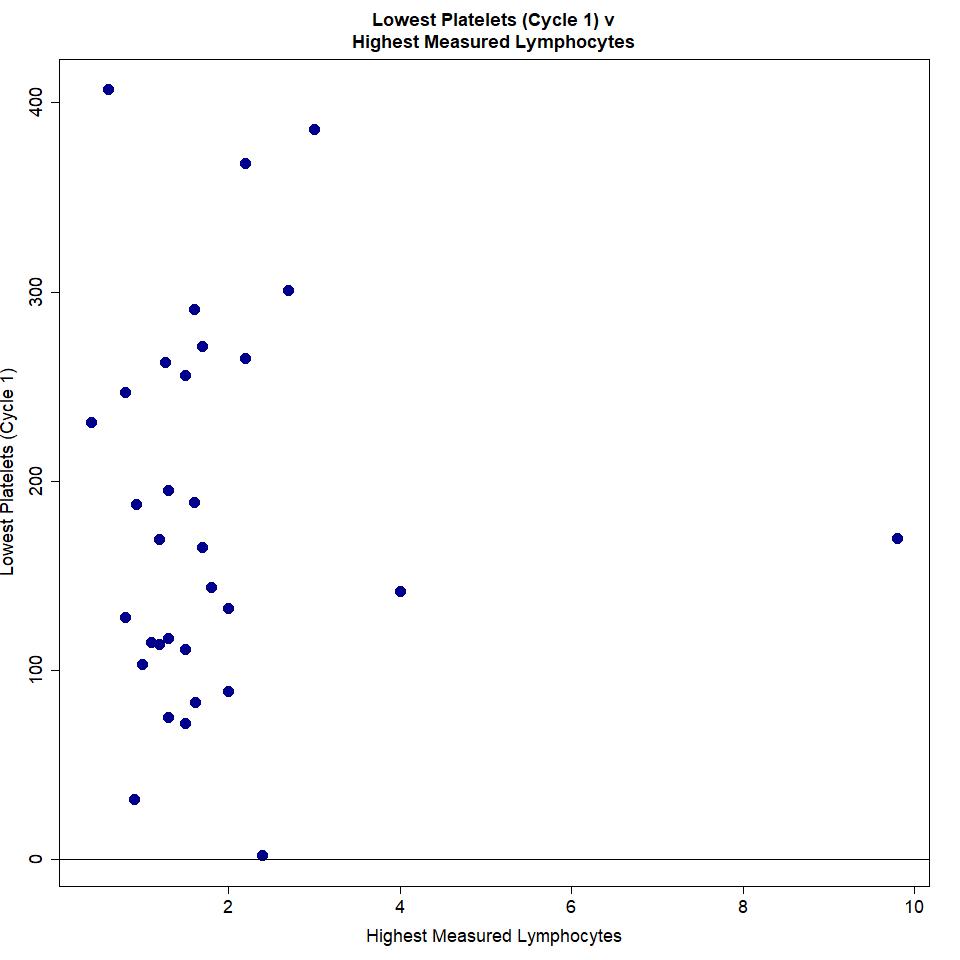 Lowest Platelets (Cycle 1) v
Highest Measured Lymphocytes
400
300
200
100
0
Lowest Platelets (Cycle 1)
2 4 6 8 10
Highest Measured Lymphocytes